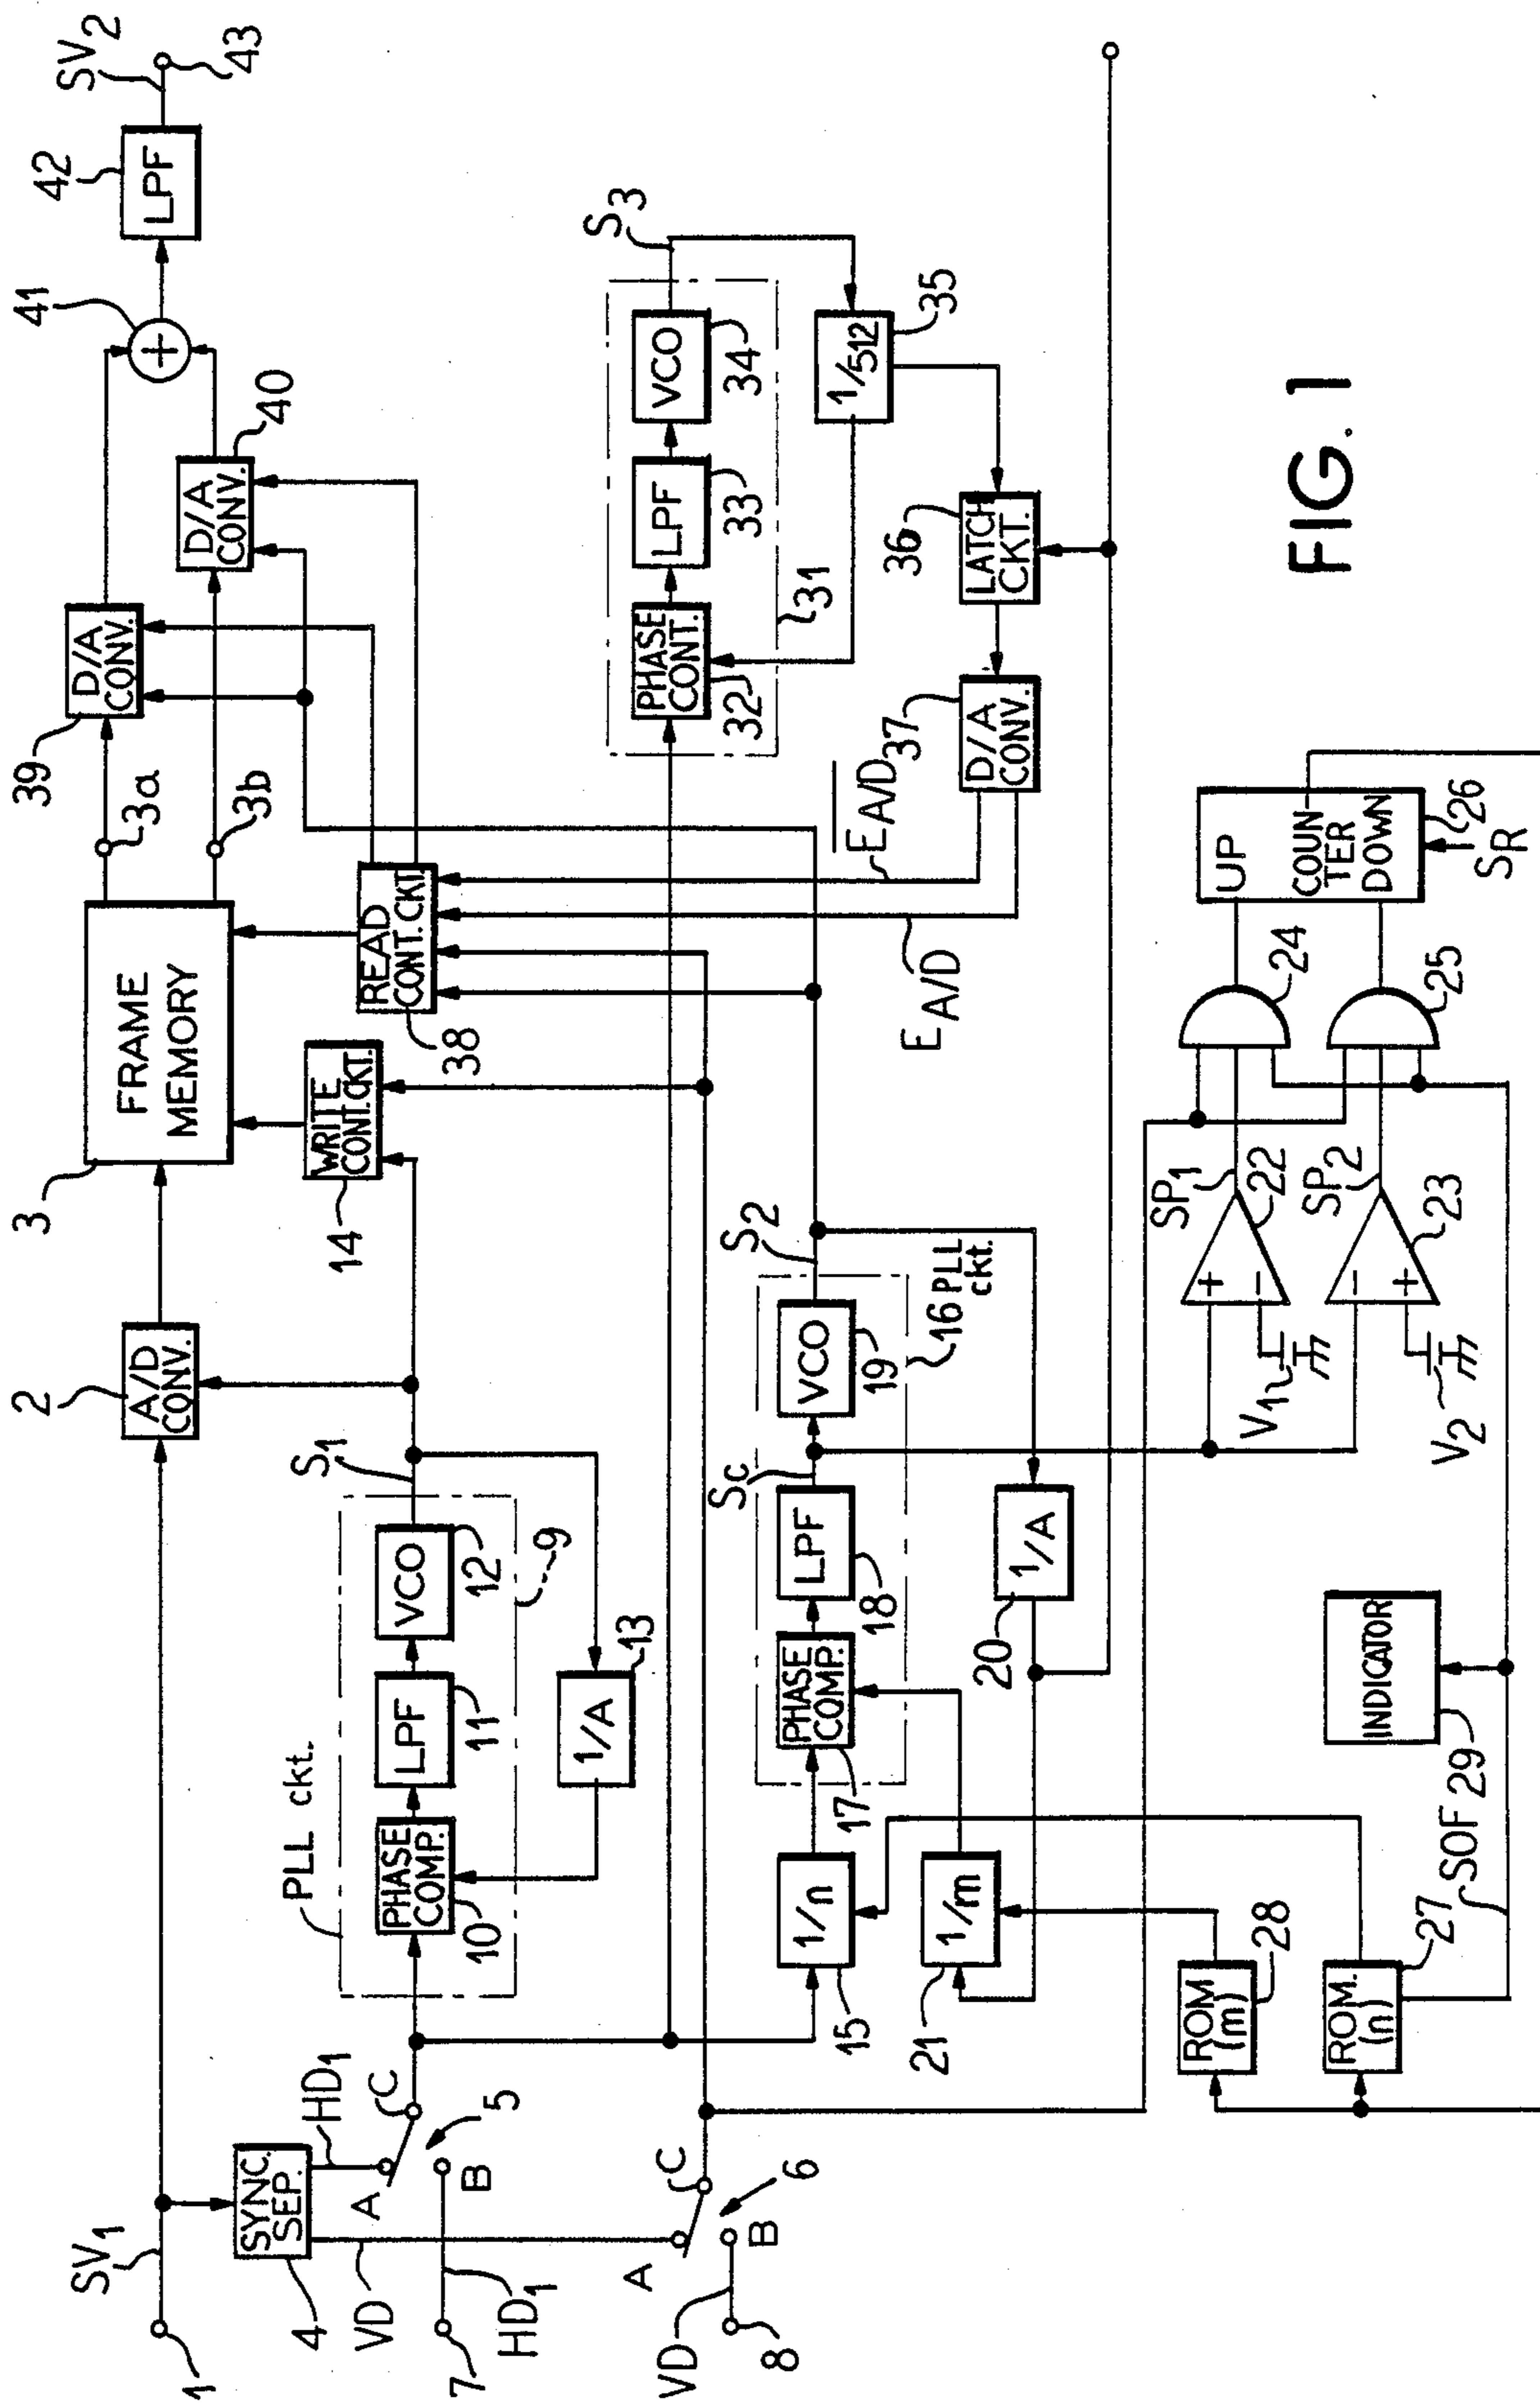 SV1
1
2
A/D
CONV.
3
FRAME
MEMORY
3a
3b
39
D/A
CONV.
D/A
CONV.
40
41
+
42
LPF
SV2
43
SYNC.
SEP.
4
HD1
VD
A
B
C
5
7
HD1
PLL ckt.
PHASE
COMP.
10
LPF
11
VCO
12
9
S1
1/A
13
WRITE
CONT.CKT.
14
READ
CONT.CKT.
38
A
B
C
6
VD
8
PHASE
CONT.
32
LPF
33
VCO
34
31
S3
1/512
35
LATCH
CKT.
36
D/A
CONV.
37
EA/D
EA/D
1/n
15
PHASE
COMP.
17
LPF
18
SC
VCO
19
16 PLL
ckt.
S2
1/A
20
1/m
21
ROM
(m)
28
ROM.
(n)
27
SOF
INDICATOR
29
+
−
V1
SP1
22
−
+
V2
SP2
23
24
25
UP
COUN
TER
DOWN
26
SR
FIG. 1